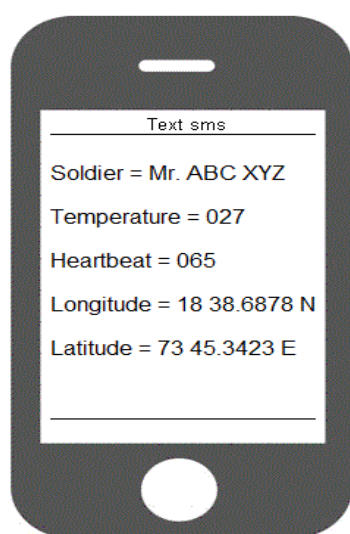 Text sms
Soldier = Mr. ABC XYZ
Temperature = 027
Heartbeat = 065
Longitude = 18 38.6878 N
Latitude = 73 45.3423 E